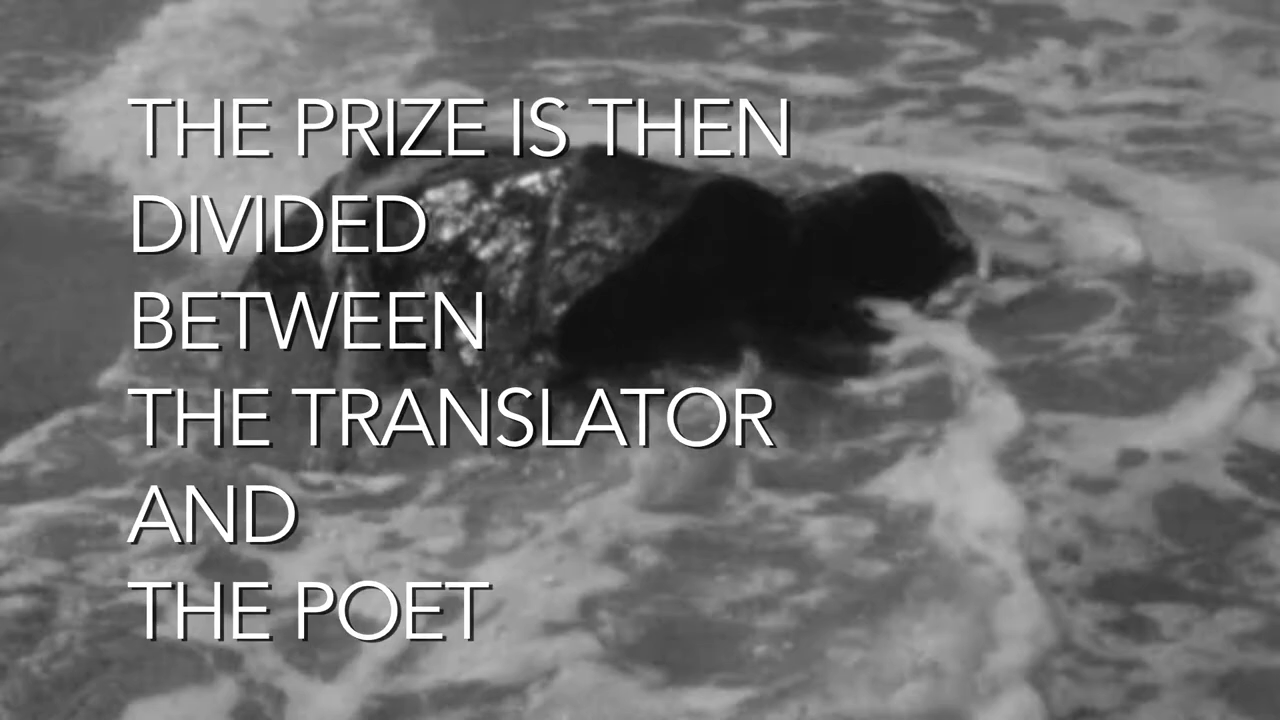 THE PRIZE IS THEN
DIVIDED
BETWEEN
THE TRANSLATOR
AND
THE POET